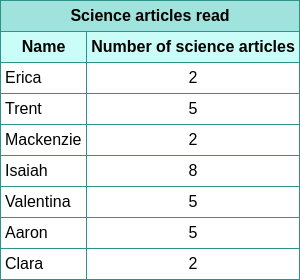 Science articles read
Name Number of science articles
Erica 2
Trent 5
Mackenzie 2
Isaiah 8
Valentina 5
Aaron 5
Clara 2